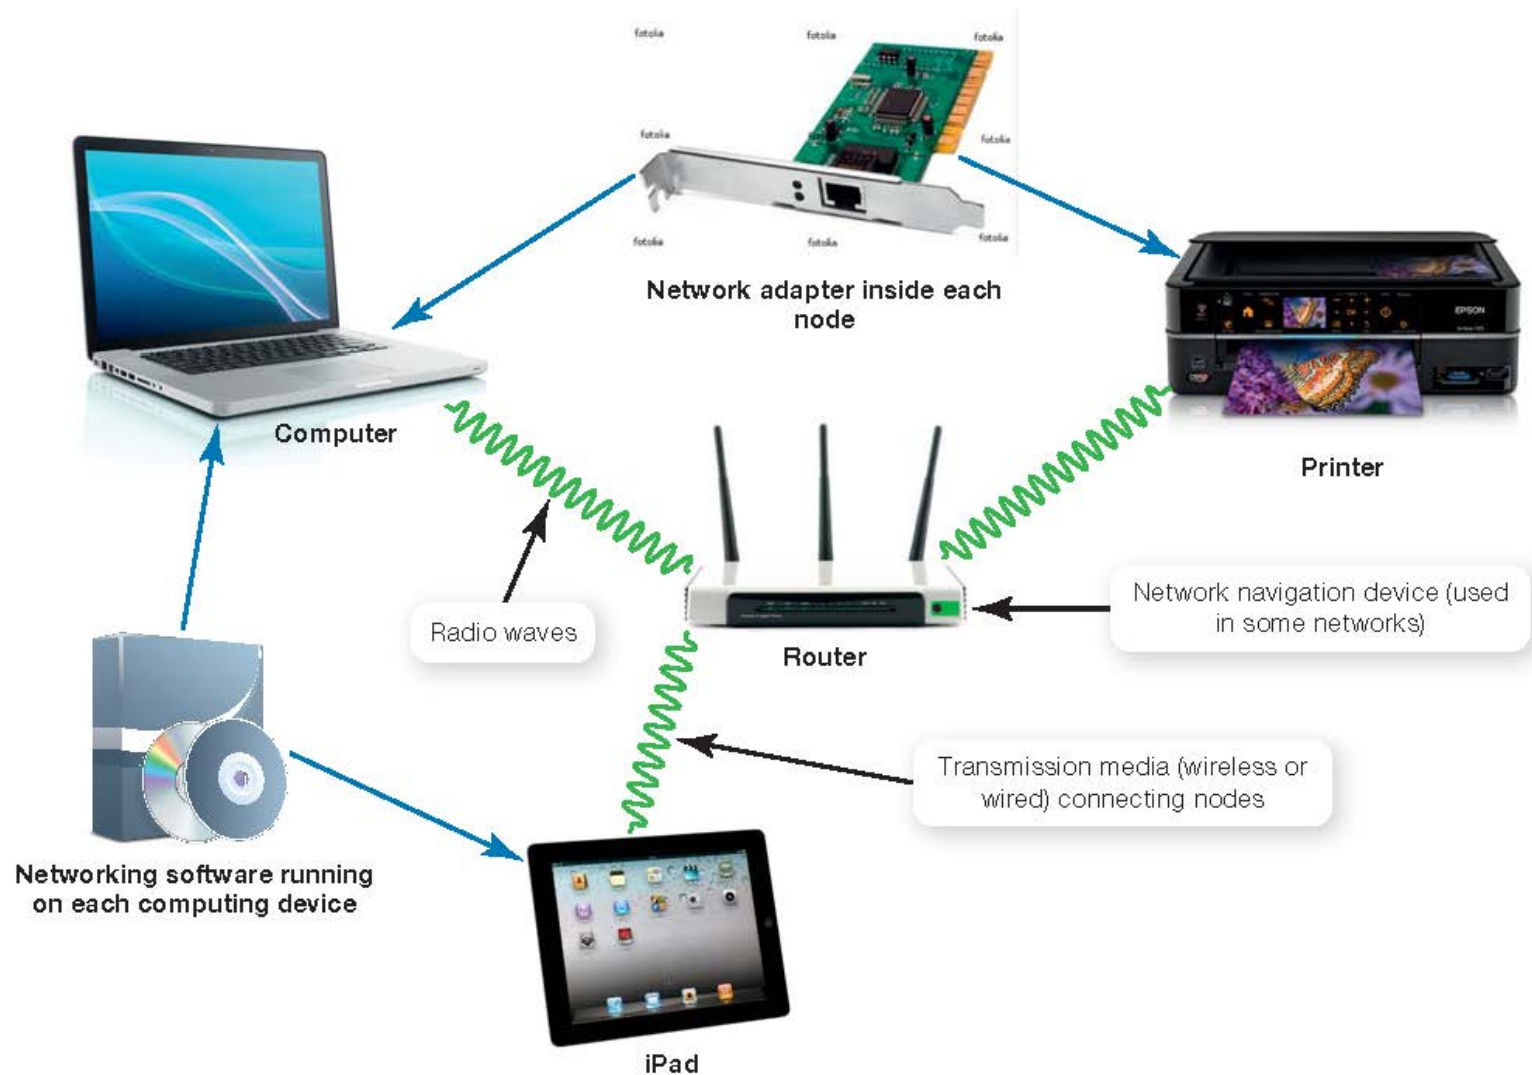 fotolia
fotolia
fotolia
fotolia
fotolia
fotolia
fotolia
fotolia
Network adapter inside each
node
EPSON
Computer
Printer
Radio waves
Router
Network navigation device (used
in some networks)
Transmission media (wireless or
wired) connecting nodes
Networking software running
on each computing device
iPad